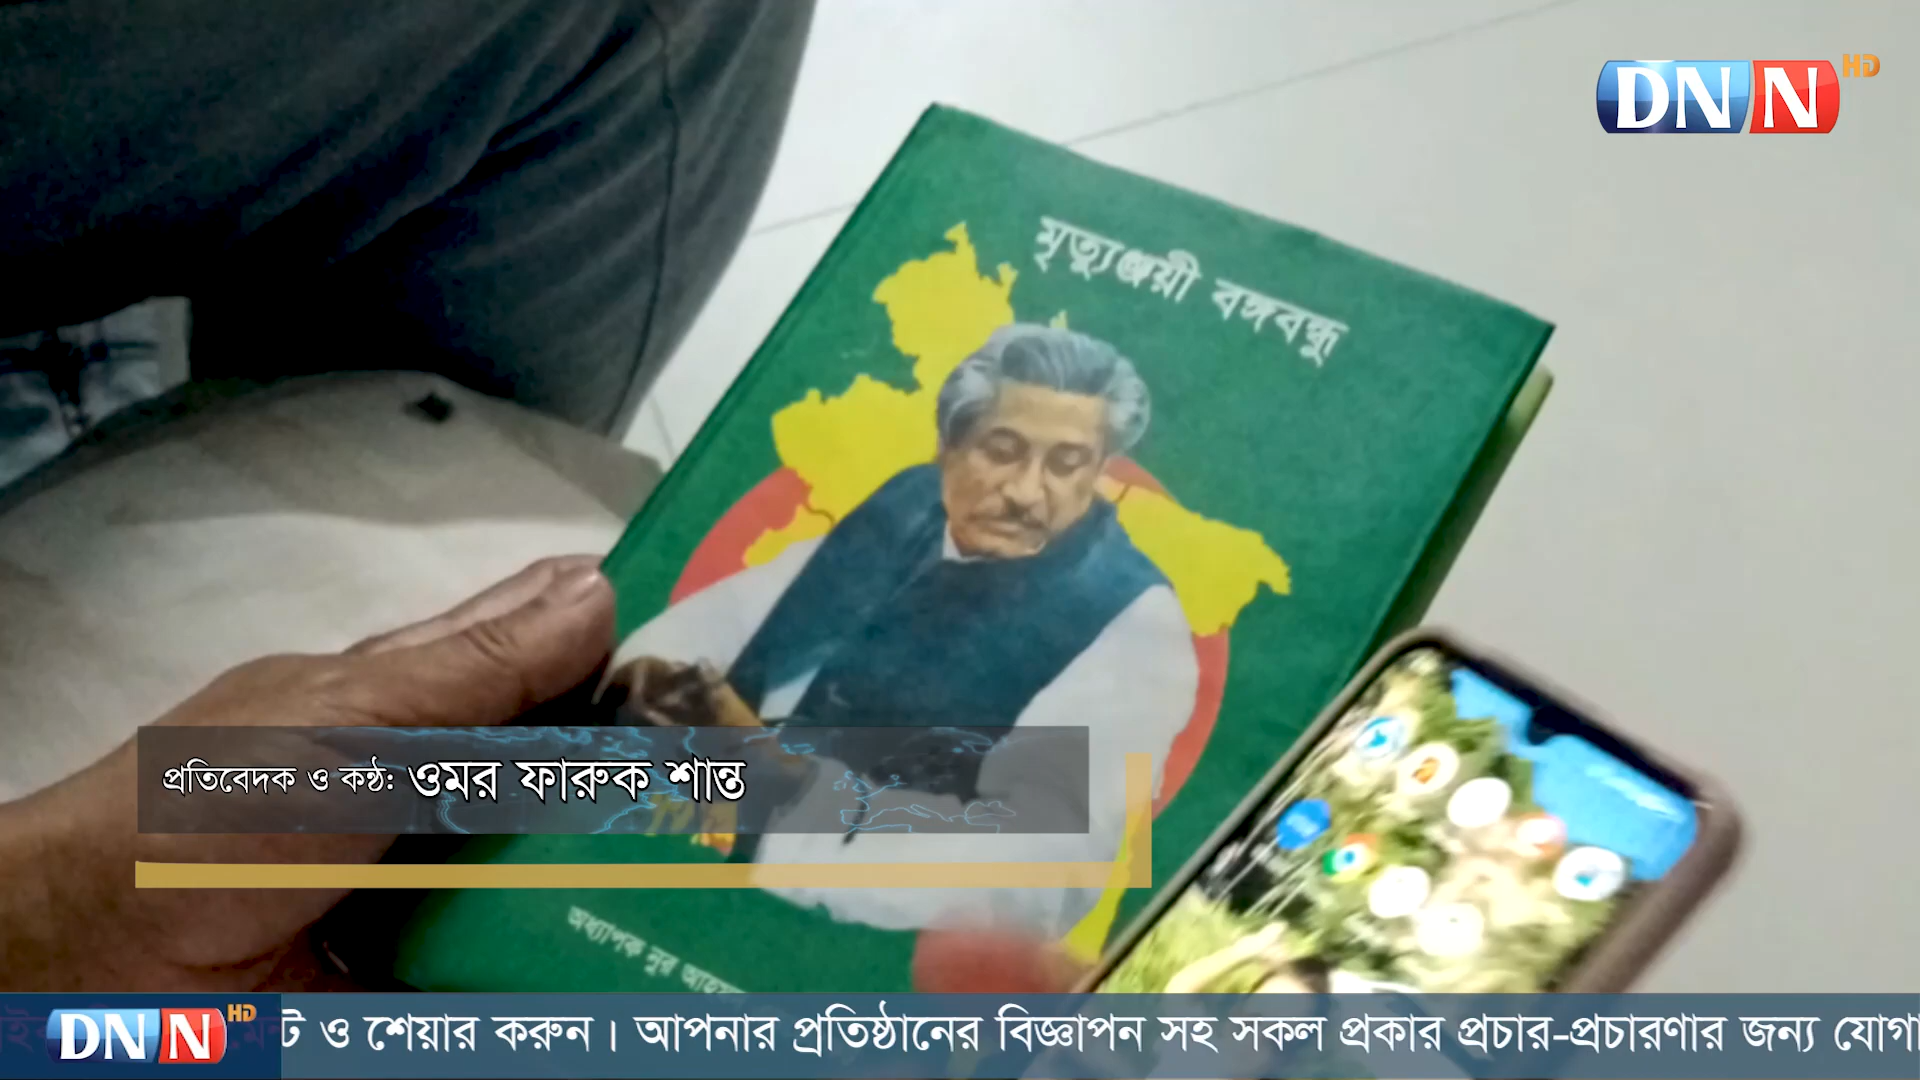 DNN HD
মৃত্যুঞ্জয়ী বঙ্গবন্ধু
প্রতিবেদক ও কণ্ঠ: ওমর ফারুক শান্ত
অধ্যাপক নুর
DNN HD
ও শেয়ার করুন। আপনার প্রতিষ্ঠানের বিজ্ঞাপন সহ সকল প্রকার প্রচার-প্রচারণার জন্য যোগা